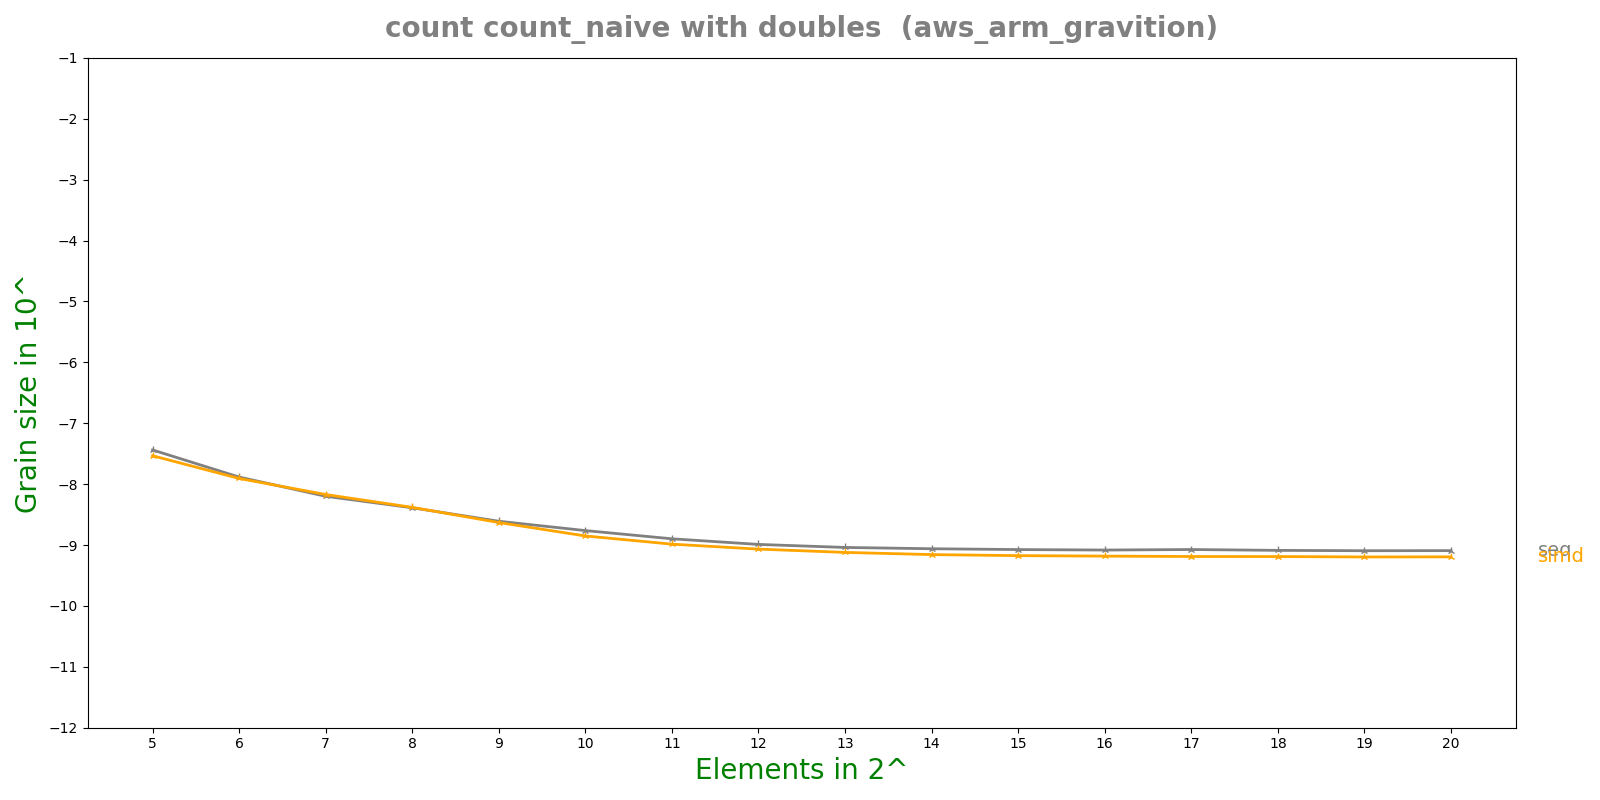 count count_naive with doubles  (aws_arm_gravition)
Grain size in 10^
−1
−2
−3
−4
−5
−6
−7
−8
−9
−10
−11
−12
seq
simd
5 6 7 8 9 10 11 12 13 14 15 16 17 18 19 20
Elements in 2^